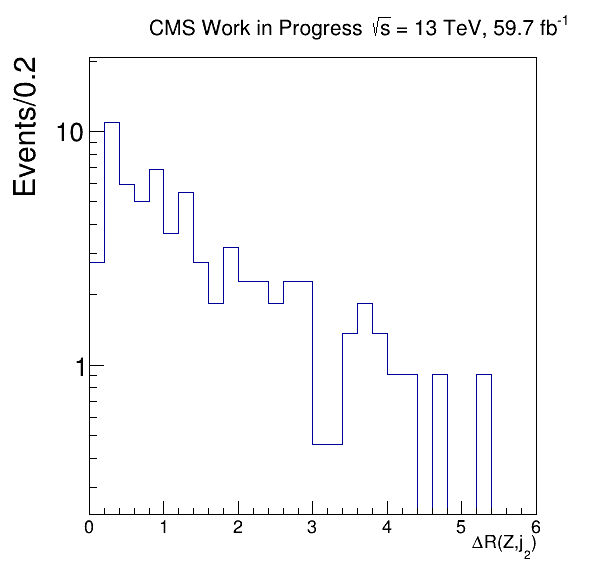 CMS Work in Progress √s = 13 TeV, 59.7 fb⁻¹
Events/0.2
10
1
0 1 2 3 4 5 6
ΔR(Z,j₂)